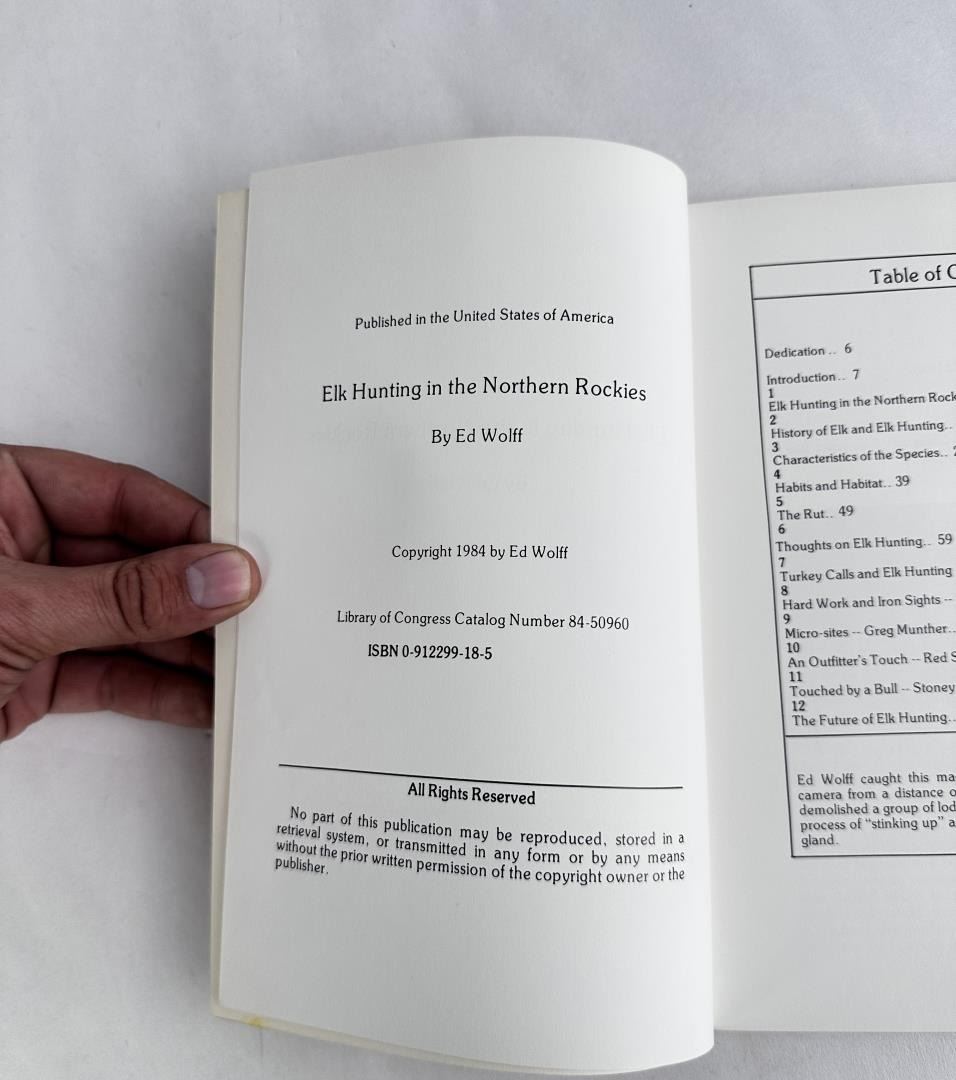 Published in the United States of America
Elk Hunting in the Northern Rockies
By Ed Wolff
Copyright 1984 by Ed Wolff
Library of Congress Catalog Number 84-50960
ISBN 0-912299-18-5
All Rights Reserved
No part of this publication may be reproduced, stored in a
retrieval system, or transmitted in any form or by any means
without the prior written permission of the copyright owner or the
publisher.
Table of
Dedication .. 6
Introduction.. 7
1
Elk Hunting in the Northern
2
History of Elk and Elk Hunting..
3
Characteristics of the Species..
4
Habits and Habitat.. 39
5
The Rut.. 49
6
Thoughts on Elk Hunting.. 59
7
Turkey Calls and Elk Hunting
8
Hard Work and Iron Sights --
9
Micro-sites -- Greg Munther..
10
An Outfitter's Touch -- Red
11
Touched by a Bull -- Stoney
12
The Future of Elk Hunting..
Ed Wolff caught this
camera from a distance
demolished a group of
process of "stinking up"
gland.